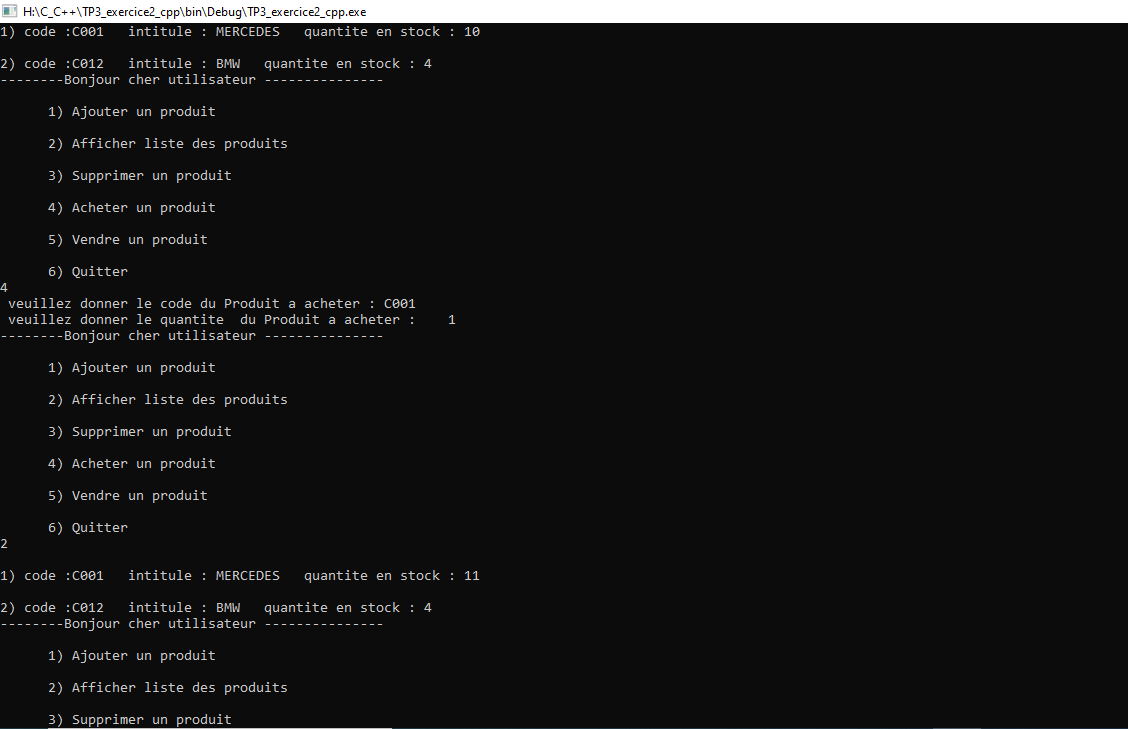 H:\C_C++\TP3_exercice2_cpp\bin\Debug\TP3_exercice2_cpp.exe
1) code :C001   intitule : MERCEDES   quantite en stock : 10
2) code :C012   intitule : BMW   quantite en stock : 4
--------Bonjour cher utilisateur ---------------
1) Ajouter un produit
2) Afficher liste des produits
3) Supprimer un produit
4) Acheter un produit
5) Vendre un produit
6) Quitter
4
veuillez donner le code du Produit a acheter : C001
veuillez donner le quantite  du Produit a acheter :    1
--------Bonjour cher utilisateur ---------------
1) Ajouter un produit
2) Afficher liste des produits
3) Supprimer un produit
4) Acheter un produit
5) Vendre un produit
6) Quitter
2
1) code :C001   intitule : MERCEDES   quantite en stock : 11
2) code :C012   intitule : BMW   quantite en stock : 4
--------Bonjour cher utilisateur ---------------
1) Ajouter un produit
2) Afficher liste des produits
3) Supprimer un produit